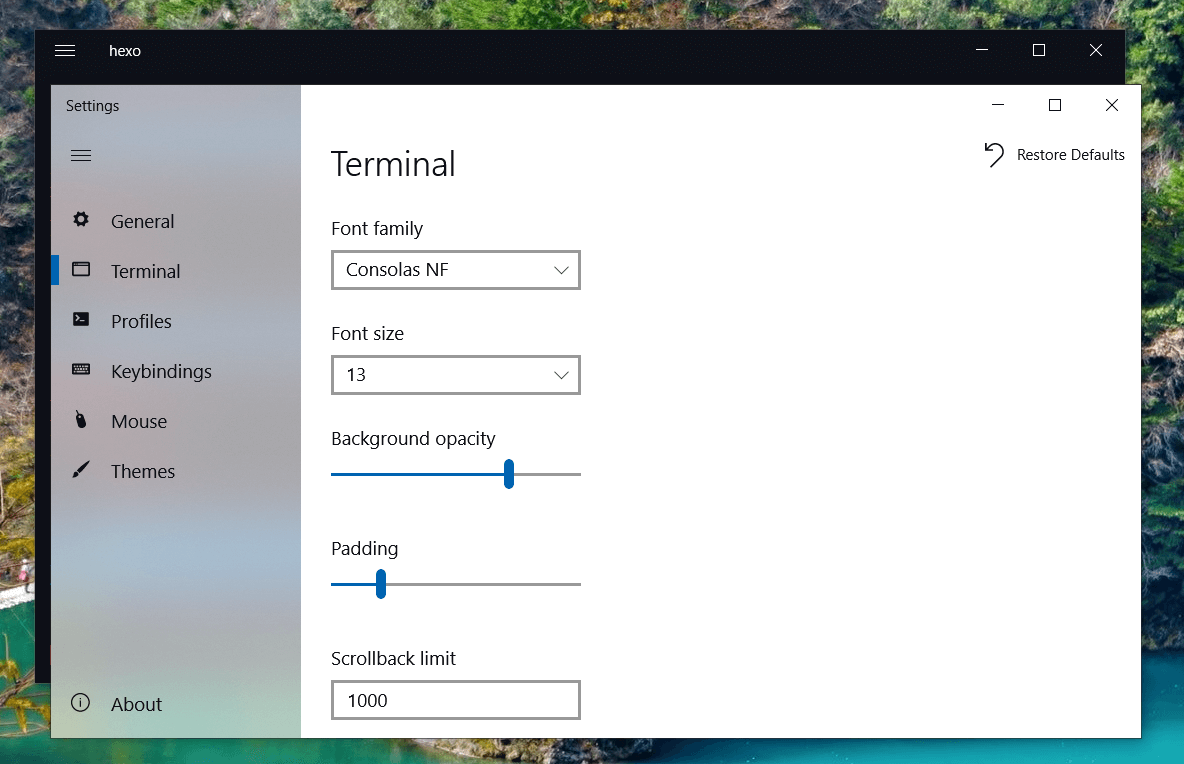 hexo
Settings
Restore Defaults
Terminal
General
Terminal
Profiles
Keybindings
Mouse
Themes
About
Font family
Consolas NF
Font size
13
Background opacity
Padding
Scrollback limit
1000